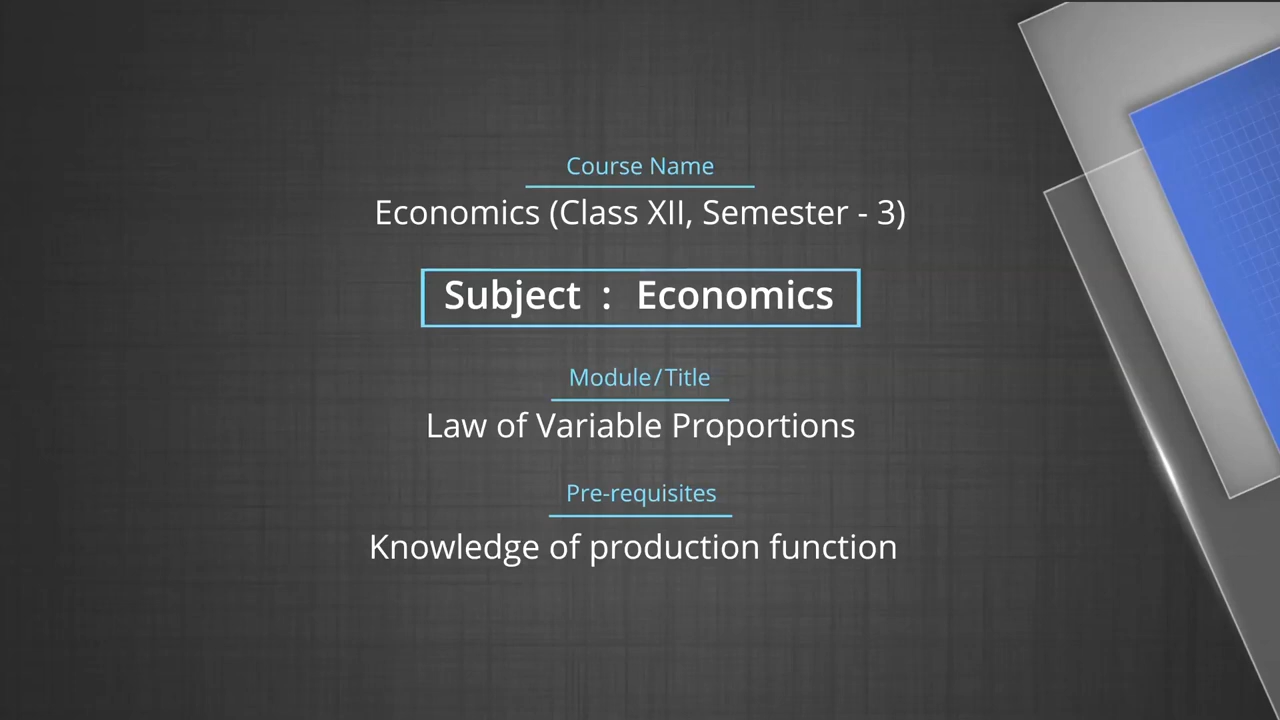 Course Name
Economics (Class XII, Semester - 3)
Subject : Economics
Module/Title
Law of Variable Proportions
Pre-requisites
Knowledge of production function